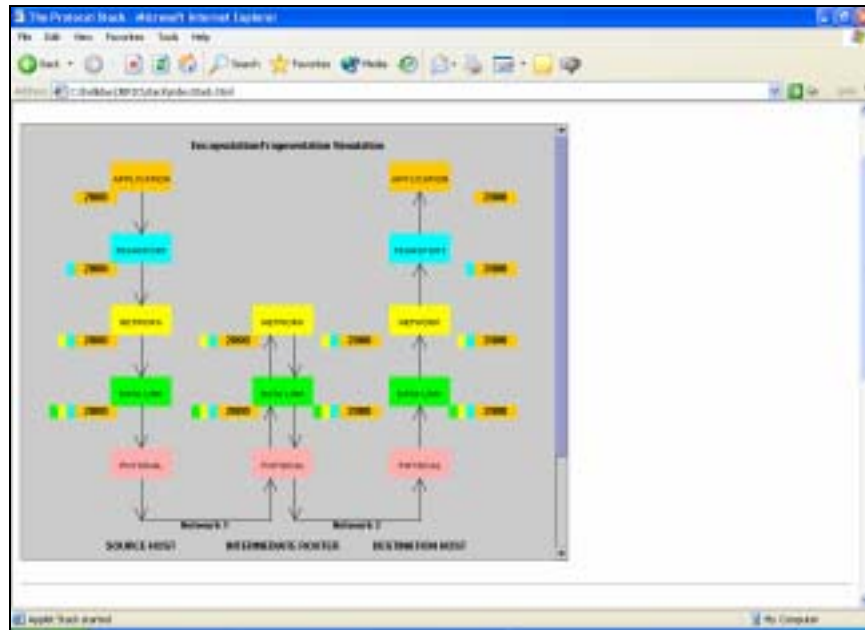 The Protocol Stack - Microsoft Internet Explorer
File Edit View Favorites Tools Help
Back Search Favorites Media
Address
Go
Encapsulation/Fragmentation Simulation
APPLICATION APPLICATION
2000 2000
TRANSPORT TRANSPORT
2000 2000
NETWORK NETWORK NETWORK
2000 2000 2000 2000
DATA LINK DATA LINK DATA LINK
2000 2000 2000 2000
PHYSICAL PHYSICAL PHYSICAL
Network 1 Network 2
SOURCE HOST INTERMEDIATE ROUTER DESTINATION HOST
Applet Stack started My Computer